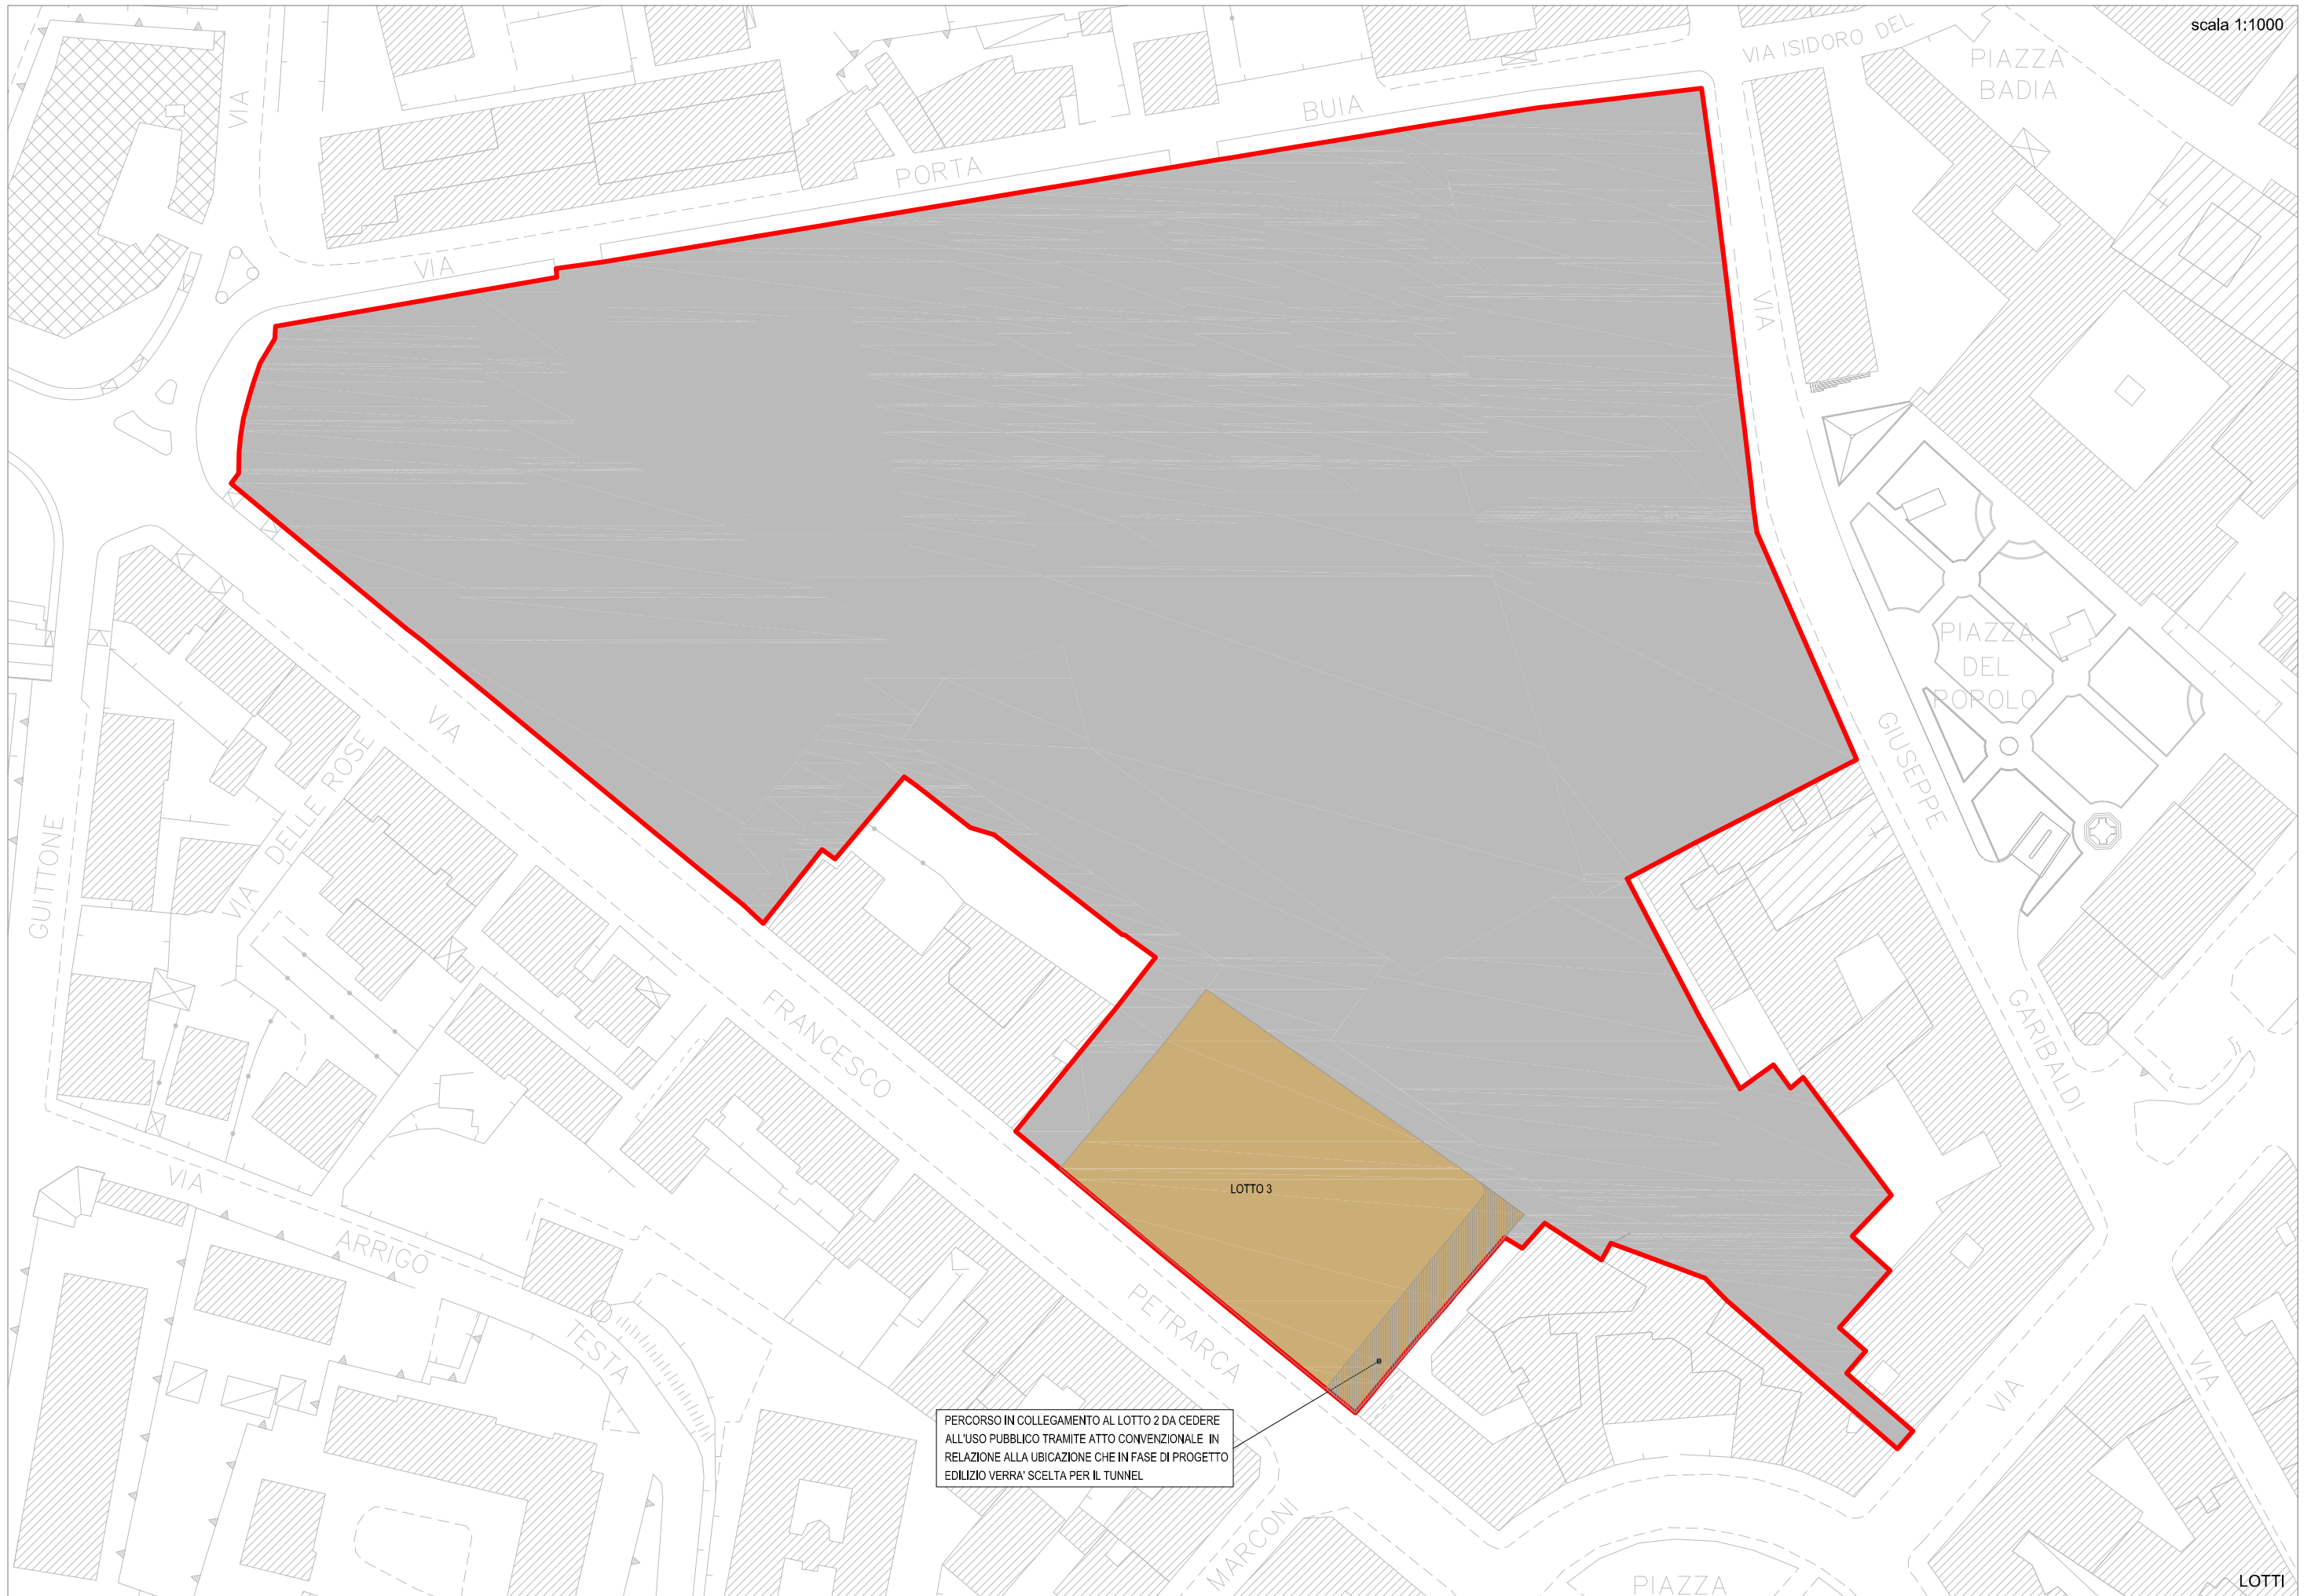 scala 1:1000
VIA ISIDORO DEL
PIAZZA
BADIA
VIA
BUIA
PORTA
VIA
VIA
PIAZZA
DEL
POPOLO
VIA
GIUSEPPE
VIA DELLE ROSE
GUITTONE
FRANCESCO
GARIBALDI
LOTTO 3
VIA
ARRIGO
TESTA
PETRARCA
VIA
VIA
PERCORSO IN COLLEGAMENTO AL LOTTO 2 DA CEDERE
ALL'USO PUBBLICO TRAMITE ATTO CONVENZIONALE IN
RELAZIONE ALLA UBICAZIONE CHE IN FASE DI PROGETTO
EDILIZIO VERRA' SCELTA PER IL TUNNEL
MARCONI
PIAZZA
LOTTI